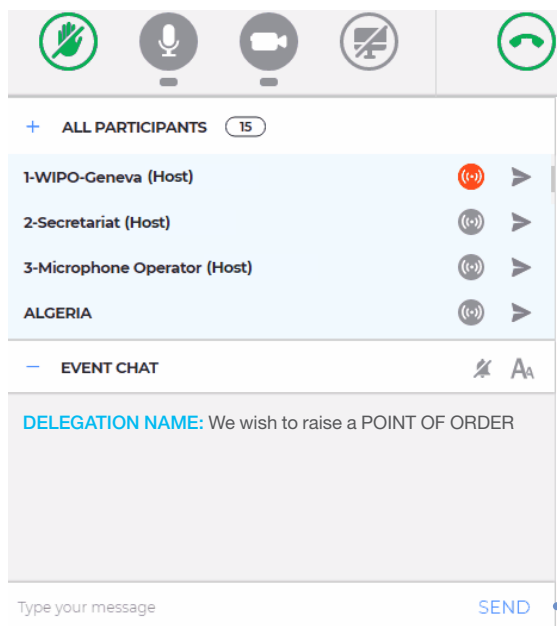 ALL PARTICIPANTS 15
1-WIPO-Geneva (Host)
2-Secretariat (Host)
3-Microphone Operator (Host)
ALGERIA
EVENT CHAT AA
DELEGATION NAME: We wish to raise a POINT OF ORDER
Type your message SEND